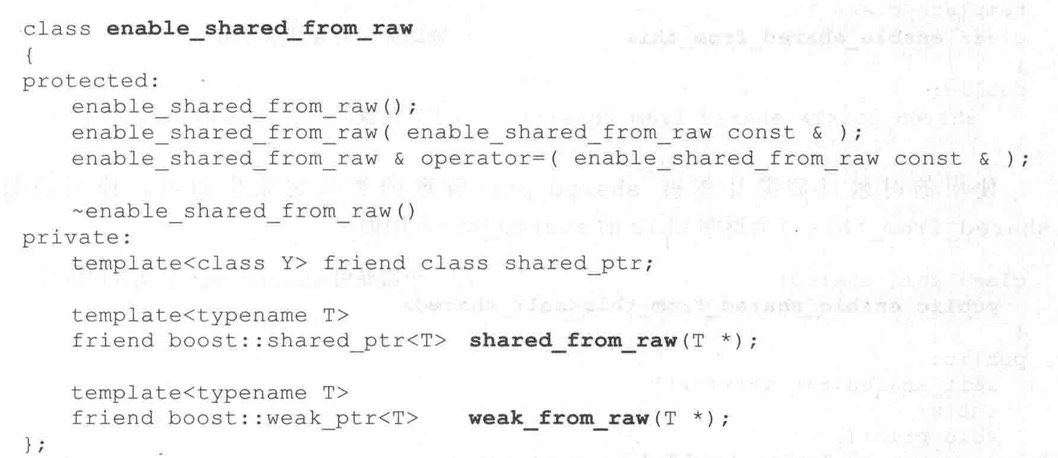 class enable_shared_from_raw
{
protected:
    enable_shared_from_raw();
    enable_shared_from_raw( enable_shared_from_raw const & );
    enable_shared_from_raw & operator=( enable_shared_from_raw const & );
    ~enable_shared_from_raw()
private:
    template<class Y> friend class shared_ptr;
    template<typename T>
    friend boost::shared_ptr<T>  shared_from_raw(T *);
    template<typename T>
    friend boost::weak_ptr<T>    weak_from_raw(T *);
};